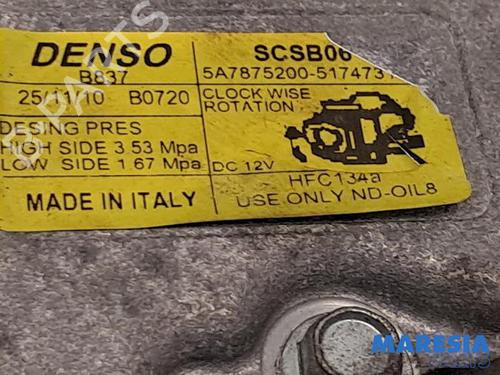 DENSO
B837
25/11/10 B0720
DESING PRES
HIGH SIDE 3.53 Mpa
LOW SIDE 1.67 Mpa
MADE IN ITALY
SCSB06
5A7875200-517473
CLOCK WISE
ROTATION
DC 12V
HFC134a
USE ONLY ND-OIL8
B-PARTS
MARESIA